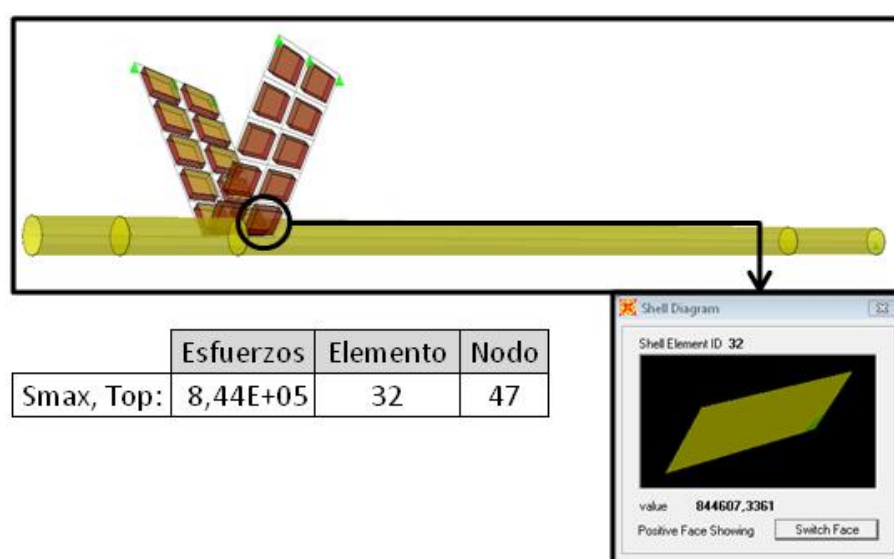 Esfuerzos Elemento Nodo
Smax, Top: 8,44E+05 32 47
Shell Diagram
Shell Element ID 32
value 844607,3361
Positive Face Showing Switch Face